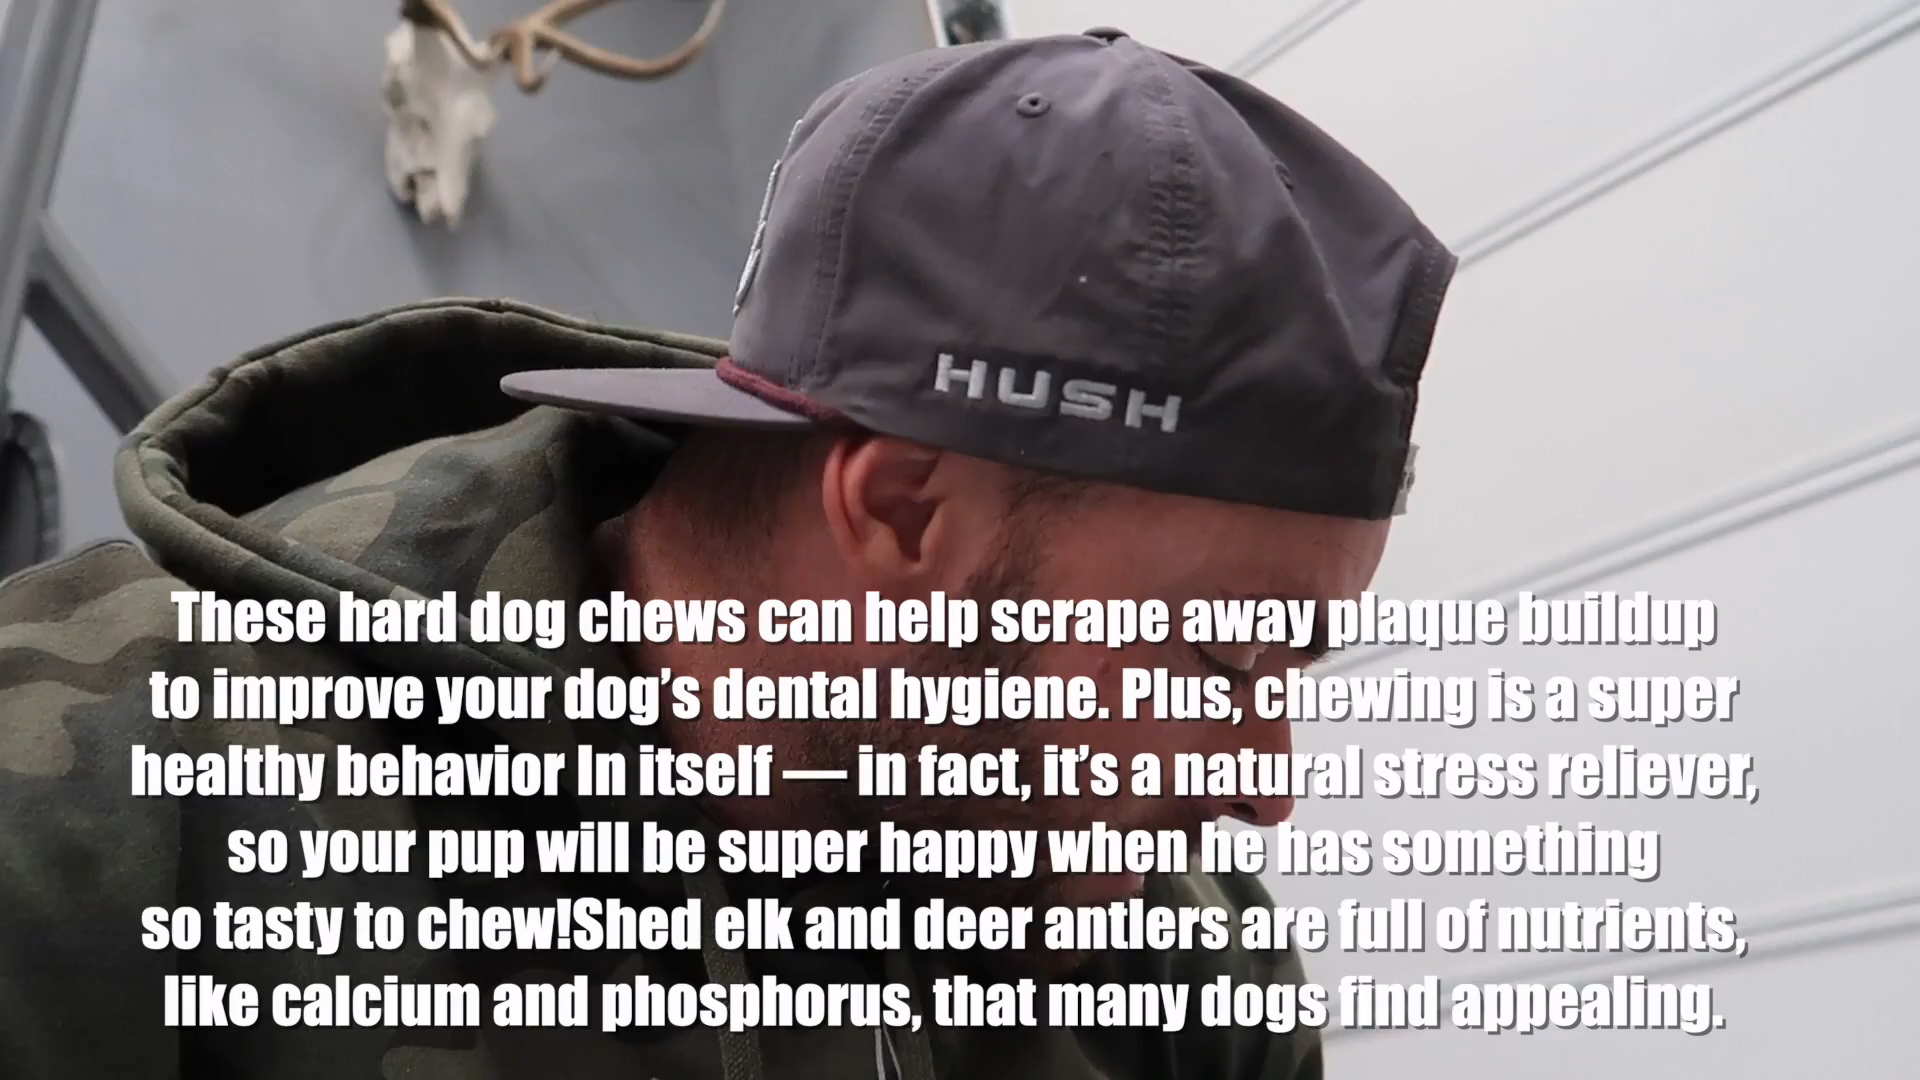 HUSH
These hard dog chews can help scrape away plaque buildup
to improve your dog’s dental hygiene. Plus, chewing is a super
healthy behavior In itself — in fact, it’s a natural stress reliever,
so your pup will be super happy when he has something
so tasty to chew!Shed elk and deer antlers are full of nutrients,
like calcium and phosphorus, that many dogs find appealing.